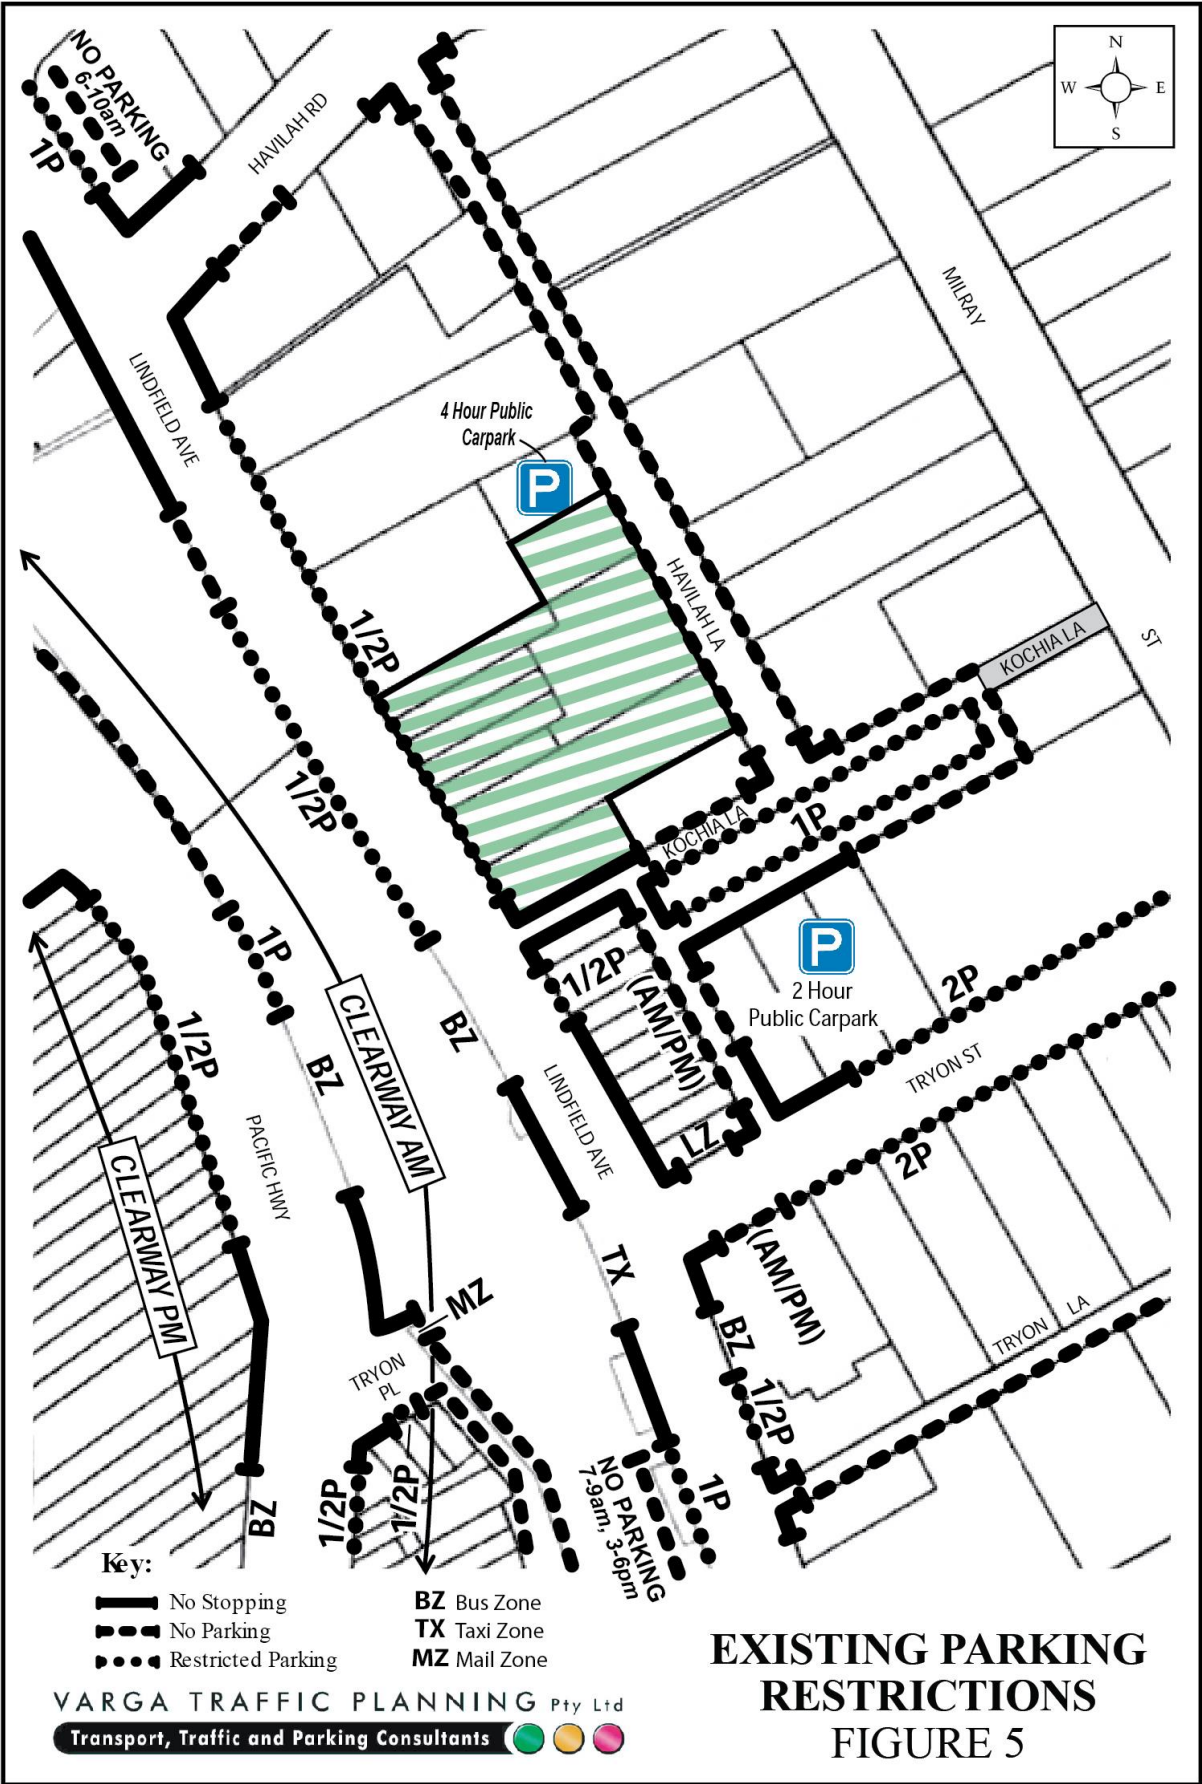 NO PARKING
6-10am
1P
HAVILAH RD
N
W
E
S
LINDFIELD AVE
MILRAY
4 Hour Public
Carpark
P
HAVILAH LA
1/2P
KOCHIA LA
ST
1/2P
1P
KOCHIA LA
1P
P
2 Hour
Public Carpark
1/2P
(AM/PM)
2P
1/2P
CLEARWAY AM
BZ
BZ
LINDFIELD AVE
TRYON ST
LZ
2P
PACIFIC HWY
CLEARWAY PM
TX
(AM/PM)
MZ
BZ
TRYON LA
TRYON
PL
1/2P
1/2P
1/2P
BZ
NO PARKING
7-9am, 3-6pm
1P
Key:
No Stopping
No Parking
Restricted Parking
BZ Bus Zone
TX Taxi Zone
MZ Mail Zone
EXISTING PARKING
RESTRICTIONS
FIGURE 5
VARGA TRAFFIC PLANNING Pty Ltd
Transport, Traffic and Parking Consultants